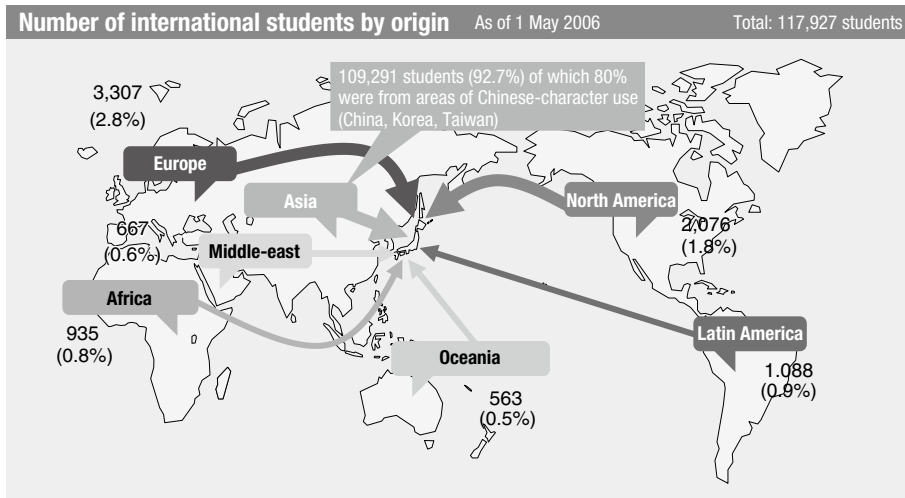 Number of international students by origin As of 1 May 2006 Total: 117,927 students
109,291 students (92.7%) of which 80%
were from areas of Chinese-character use
(China, Korea, Taiwan)
3,307
(2.8%)
Europe
Asia
North America
2,076
(1.8%)
667
(0.6%)
Middle-east
Africa
935
(0.8%)
Oceania
563
(0.5%)
Latin America
1.088
(0.9%)